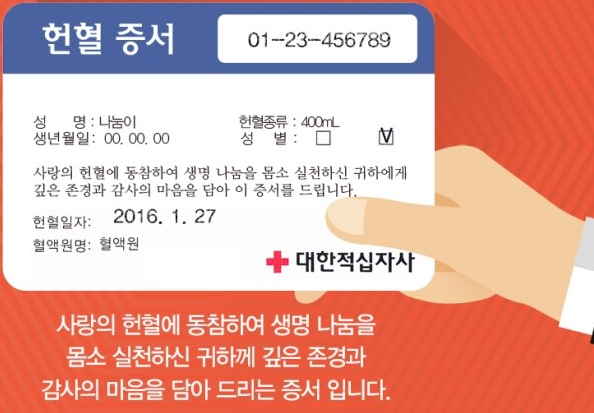 헌혈 증서
01-23-456789
성 명 : 나눔이 헌혈종류 : 400mL
생년월일 : 00. 00. 00 성 별 : □ ☑
사랑의 헌혈에 동참하여 생명 나눔을 몸소 실천하신 귀하에게
깊은 존경과 감사의 마음을 담아 이 증서를 드립니다.
헌혈일자: 2016. 1. 27
혈액원명: 혈액원
대한적십자사
사랑의 헌혈에 동참하여 생명 나눔을
몸소 실천하신 귀하께 깊은 존경과
감사의 마음을 담아 드리는 증서 입니다.